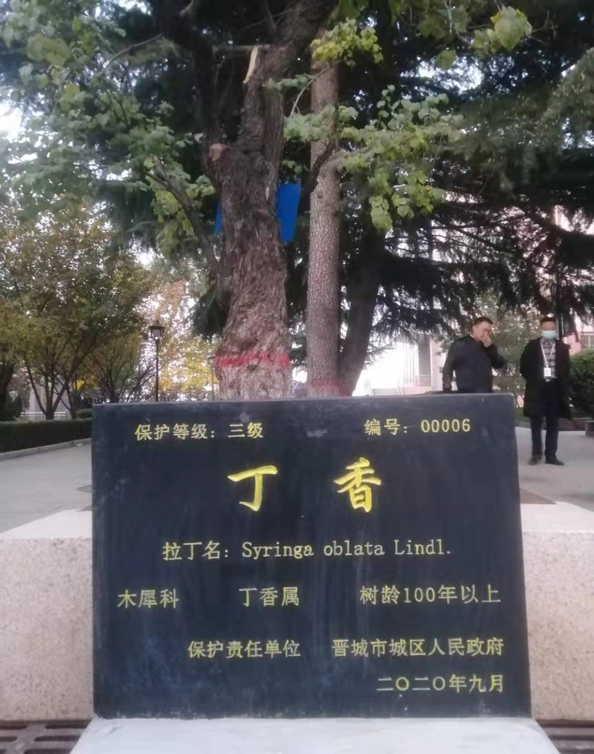 保护等级：三级 编号：00006
丁香
拉丁名：Syringa oblata Lindl.
木犀科 丁香属 树龄100年以上
保护责任单位 晋城市城区人民政府
二〇二〇年九月